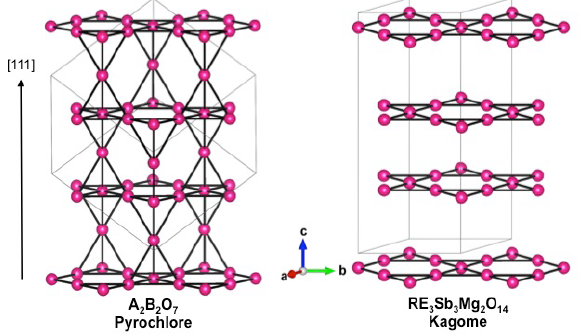 [111]
c
a
b
A₂B₂O₇
Pyrochlore
RE₃Sb₃Mg₂O₁₄
Kagome